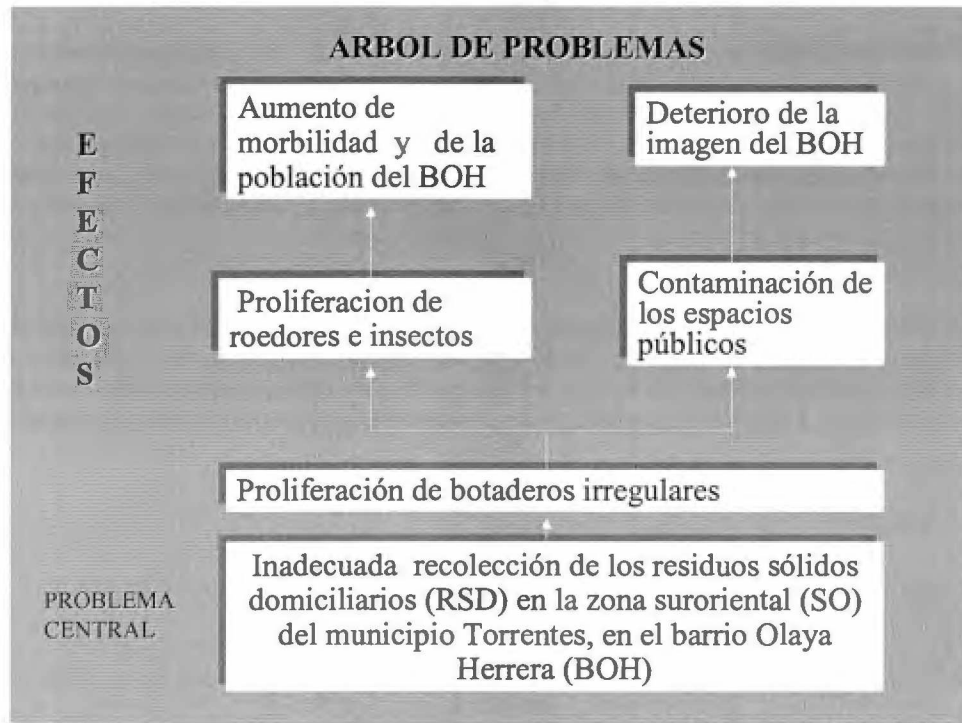 ARBOL DE PROBLEMAS
EFECTOS
Aumento de
morbilidad y de la
población del BOH
Deterioro de la
imagen del BOH
Proliferacion de
roedores e insectos
Contaminación de
los espacios
públicos
Proliferación de botaderos irregulares
PROBLEMA
CENTRAL
Inadecuada recolección de los residuos sólidos
domiciliarios (RSD) en la zona suroriental (SO)
del municipio Torrentes, en el barrio Olaya
Herrera (BOH)